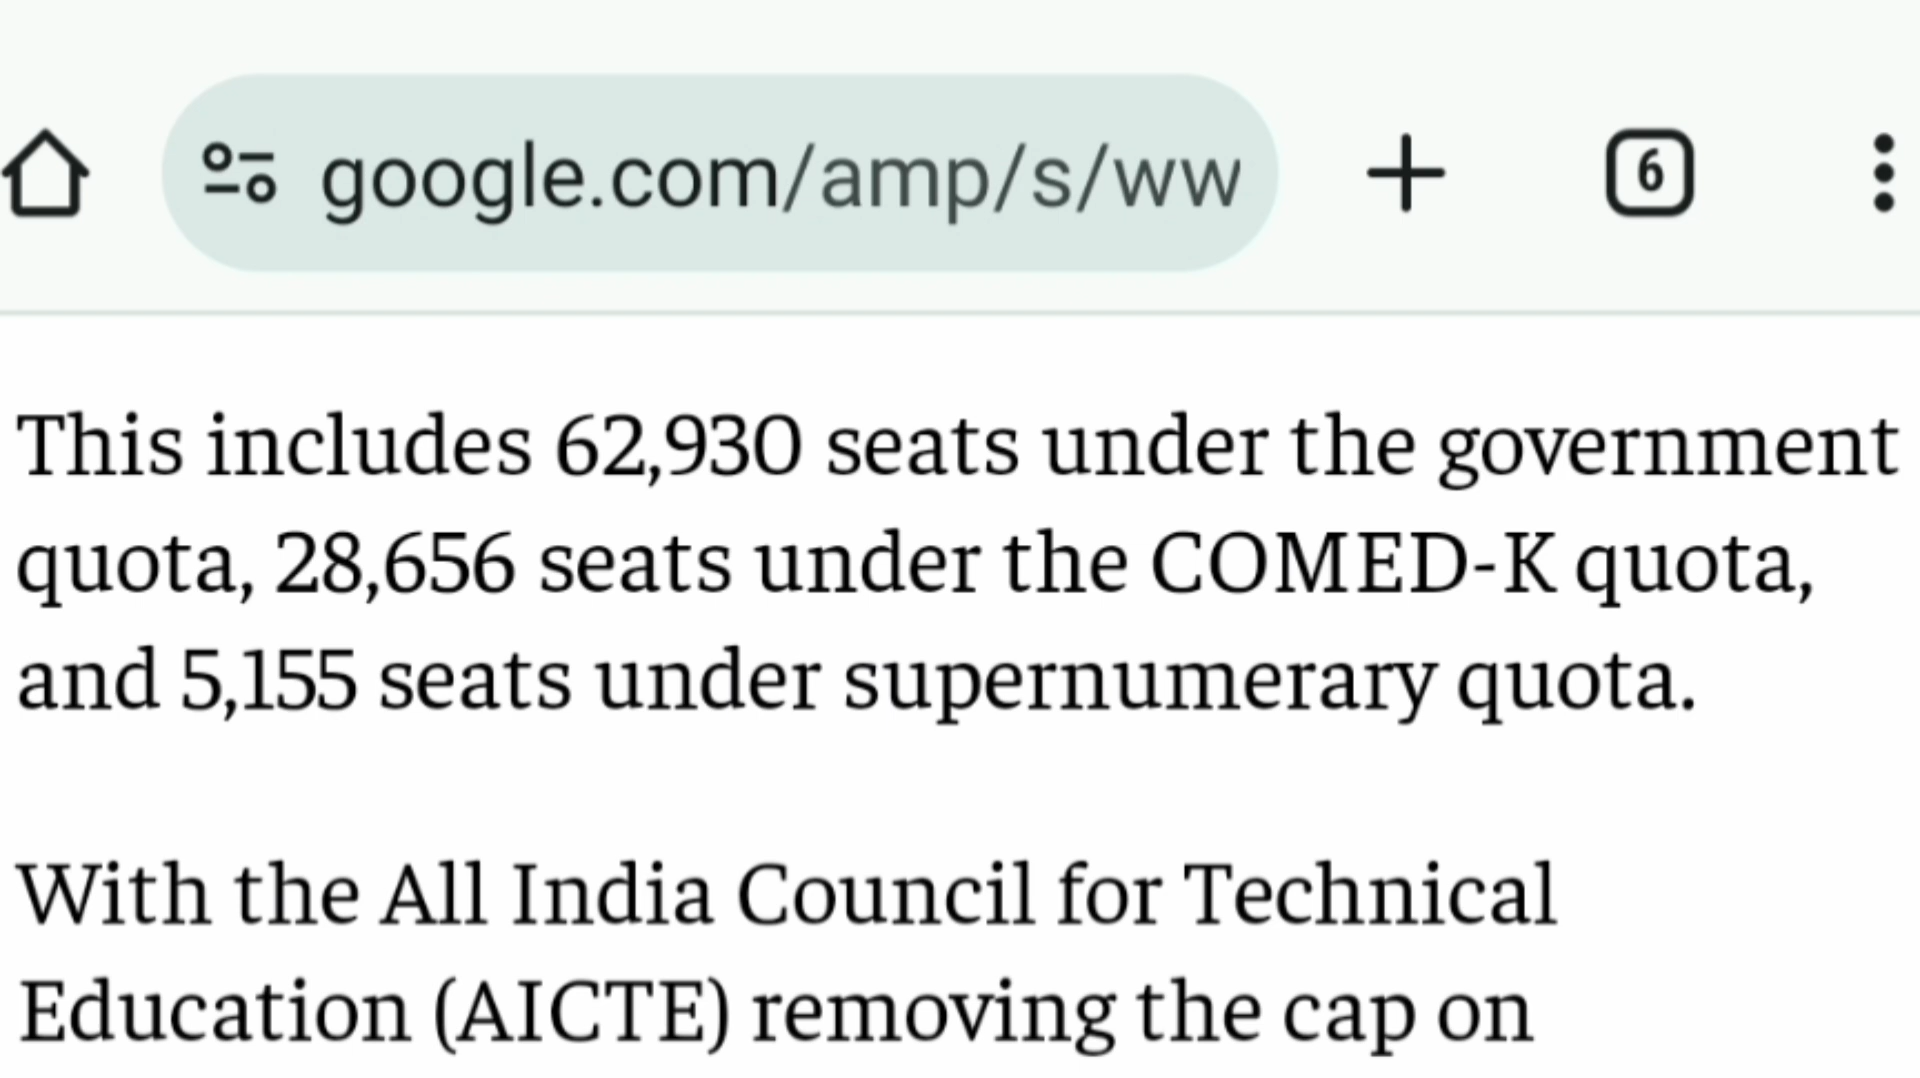 google.com/amp/s/ww
6
This includes 62,930 seats under the government
quota, 28,656 seats under the COMED-K quota,
and 5,155 seats under supernumerary quota.
With the All India Council for Technical
Education (AICTE) removing the cap on